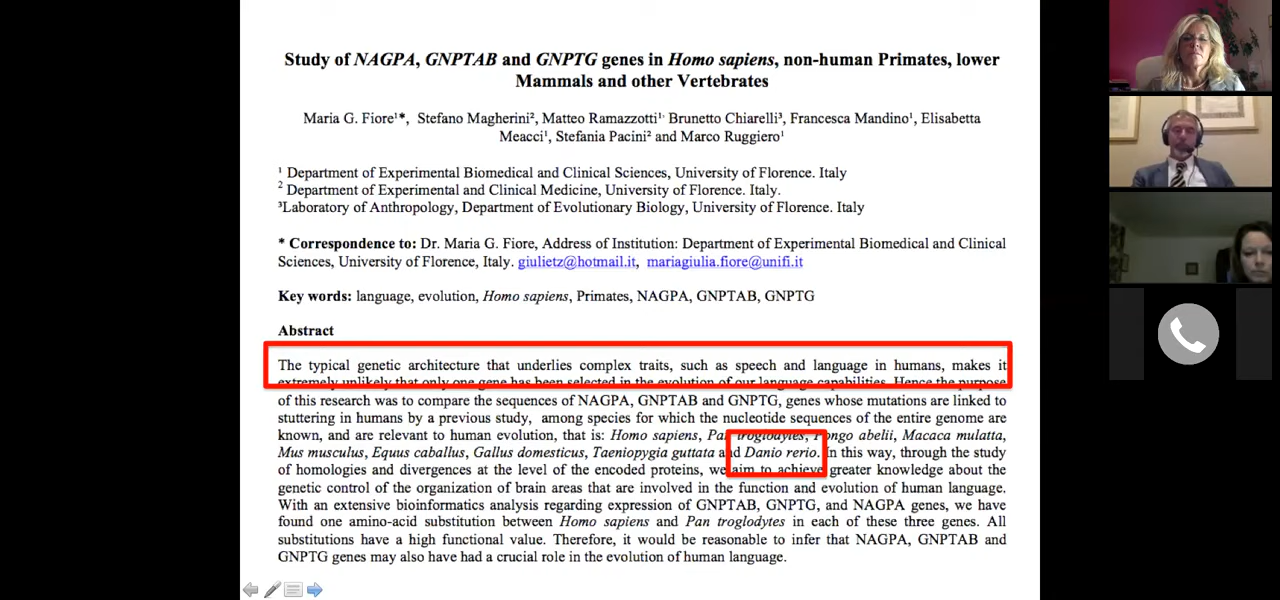 Study of NAGPA, GNPTAB and GNPTG genes in Homo sapiens, non-human Primates, lower
Mammals and other Vertebrates
Maria G. Fiore¹*, Stefano Magherini², Matteo Ramazzotti¹, Brunetto Chiarelli³, Francesca Mandino¹, Elisabetta
Meacci¹, Stefania Pacini² and Marco Ruggiero¹
¹ Department of Experimental Biomedical and Clinical Sciences, University of Florence. Italy
² Department of Experimental and Clinical Medicine, University of Florence. Italy.
³Laboratory of Anthropology, Department of Evolutionary Biology, University of Florence. Italy
* Correspondence to: Dr. Maria G. Fiore, Address of Institution: Department of Experimental Biomedical and Clinical
Sciences, University of Florence, Italy. giulietz@hotmail.it, mariagiulia.fiore@unifi.it
Key words: language, evolution, Homo sapiens, Primates, NAGPA, GNPTAB, GNPTG
Abstract
The typical genetic architecture that underlies complex traits, such as speech and language in humans, makes it
extremely unlikely that only one gene has been selected in the evolution of our language capabilities. Hence the purpose
of this research was to compare the sequences of NAGPA, GNPTAB and GNPTG, genes whose mutations are linked to
stuttering in humans by a previous study, among species for which the nucleotide sequences of the entire genome are
known, and are relevant to human evolution, that is: Homo sapiens, Pan troglodytes, Pongo abelii, Macaca mulatta,
Mus musculus, Equus caballus, Gallus domesticus, Taeniopygia guttata and Danio rerio. In this way, through the study
of homologies and divergences at the level of the encoded proteins, we aim to achieve greater knowledge about the
genetic control of the organization of brain areas that are involved in the function and evolution of human language.
With an extensive bioinformatics analysis regarding expression of GNPTAB, GNPTG, and NAGPA genes, we have
found one amino-acid substitution between Homo sapiens and Pan troglodytes in each of these three genes. All
substitutions have a high functional value. Therefore, it would be reasonable to infer that NAGPA, GNPTAB and
GNPTG genes may also have had a crucial role in the evolution of human language.